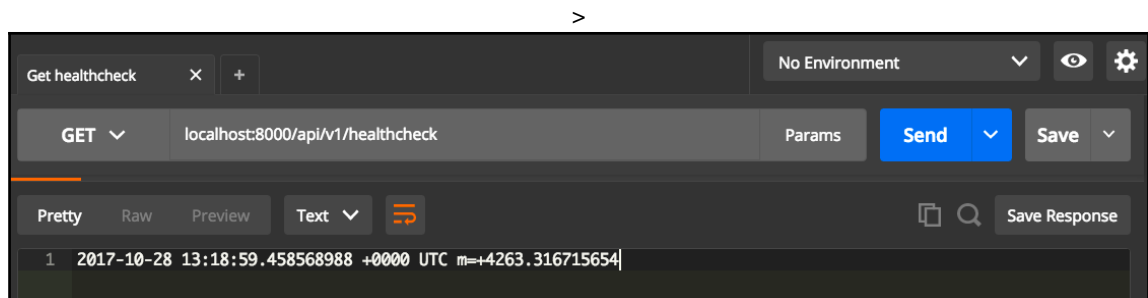 >
Get healthcheck + No Environment
GET localhost:8000/api/v1/healthcheck Params Send Save
Pretty Raw Preview Text Save Response
1 2017-10-28 13:18:59.458568988 +0000 UTC m=+4263.316715654